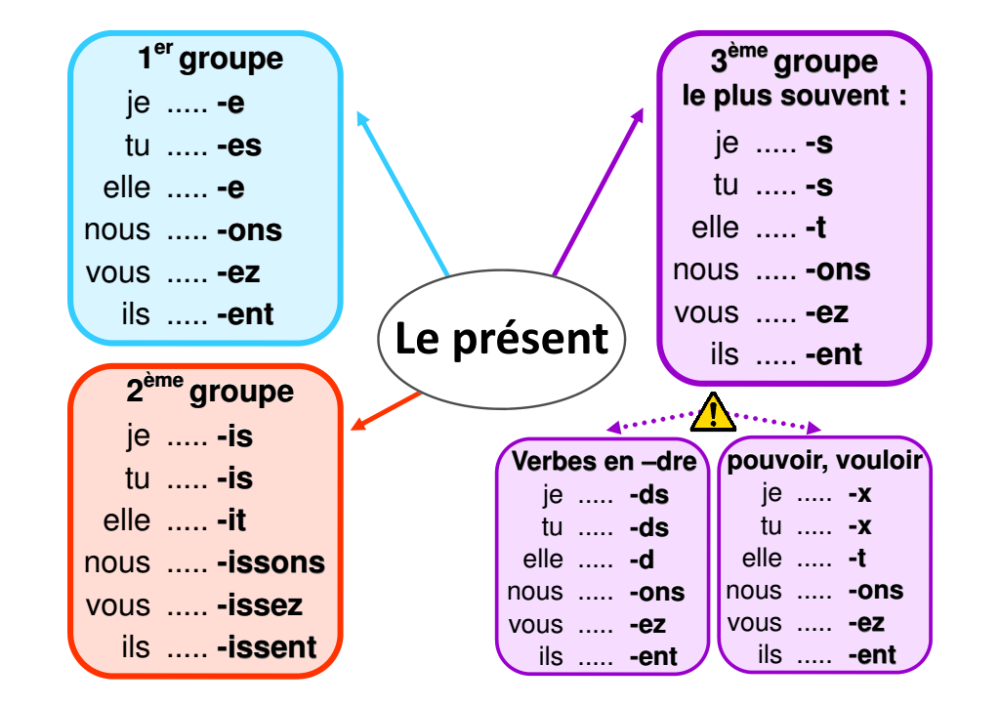 1er groupe
je ..... -e
tu ..... -es
elle ..... -e
nous ..... -ons
vous ..... -ez
ils ..... -ent
3ème groupe
le plus souvent :
je ..... -s
tu ..... -s
elle ..... -t
nous ..... -ons
vous ..... -ez
ils ..... -ent
Le présent
2ème groupe
je ..... -is
tu ..... -is
elle ..... -it
nous ..... -issons
vous ..... -issez
ils ..... -issent
!
Verbes en –dre
je ..... -ds
tu ..... -ds
elle ..... -d
nous ..... -ons
vous ..... -ez
ils ..... -ent
pouvoir, vouloir
je ..... -x
tu ..... -x
elle ..... -t
nous ..... -ons
vous ..... -ez
ils ..... -ent